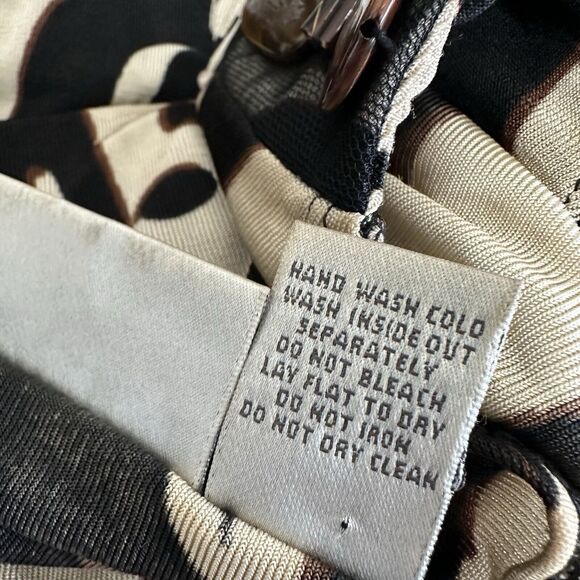 HAND WASH COLD
WASH INSIDE OUT
SEPARATELY
DO NOT BLEACH
LAY FLAT TO DRY
DO NOT IRON
DO NOT DRY CLEAN